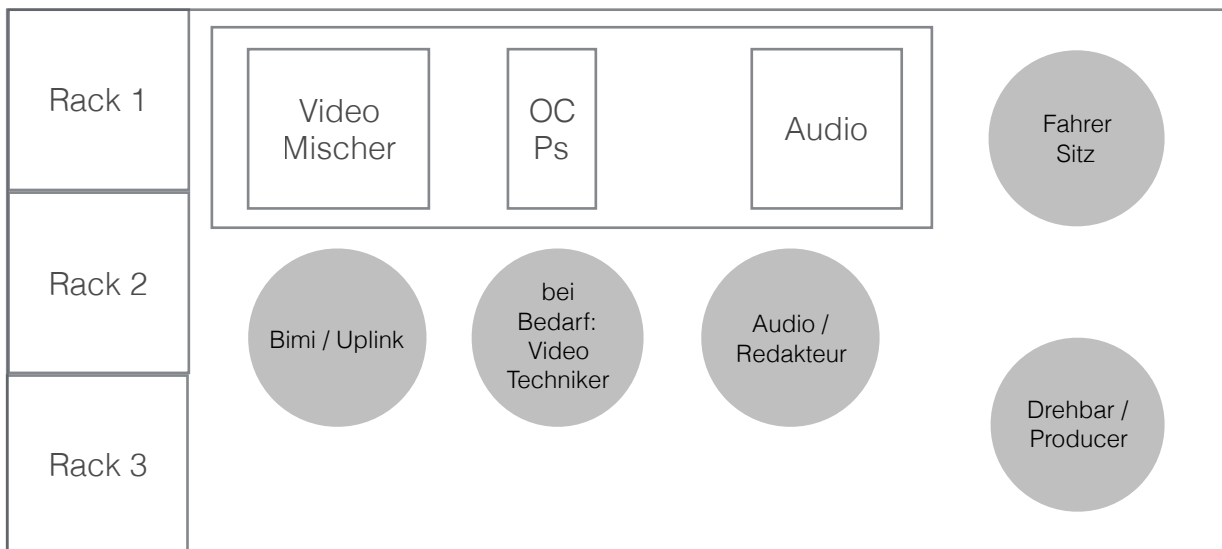 Rack 1
Video
Mischer
OC
Ps
Audio
Fahrer
Sitz
Rack 2
Bimi / Uplink
bei
Bedarf:
Video
Techniker
Audio /
Redakteur
Drehbar /
Producer
Rack 3